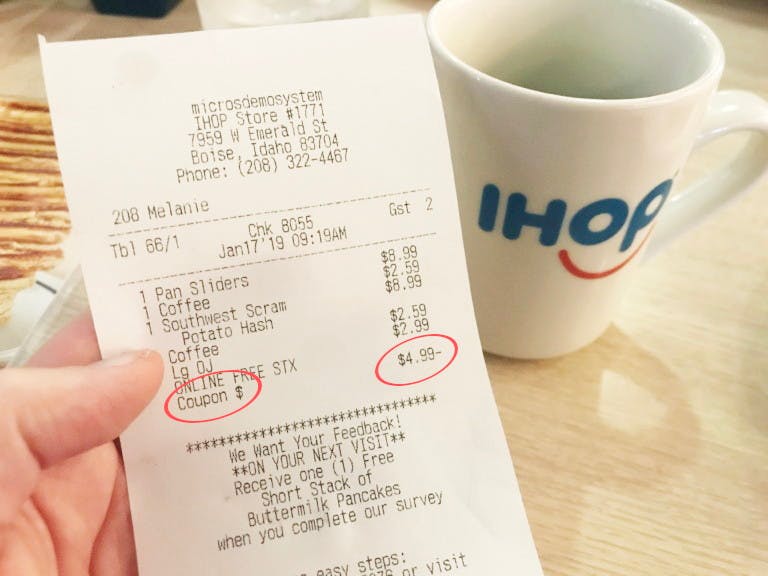 microsdemosystem
IHOP Store #1771
7959 W Emerald St
Boise, Idaho 83704
Phone: (208) 322-4467
208 Melanie
Tbl 66/1 Chk 8055 Gst 2
Jan17'19 09:19AM
1 Pan Sliders $8.99
1 Coffee $2.59
1 Southwest Scram $8.99
Potato Hash
Coffee $2.59
Lg OJ $2.99
ONLINE FREE STX
Coupon $ $4.99-
********************************
We Want Your Feedback!
**ON YOUR NEXT VISIT**
Receive one (1) Free
Short Stack of
Buttermilk Pancakes
when you complete our survey
easy steps:
or visit
IHOP